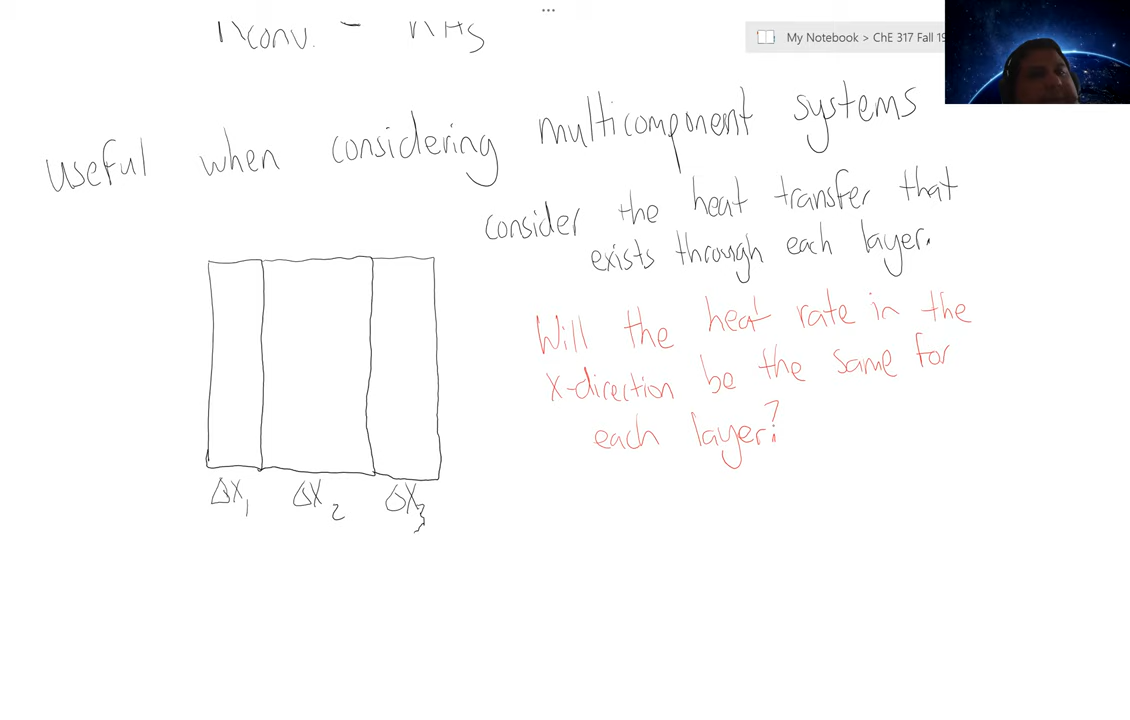 Rconv. =
My Notebook > ChE 317 Fall 19
useful when considering multicomponent systems
consider the heat transfer that
exists through each layer.
Will the heat rate in the
x-direction be the same for
each layer?
ΔX1 ΔX2 ΔX3